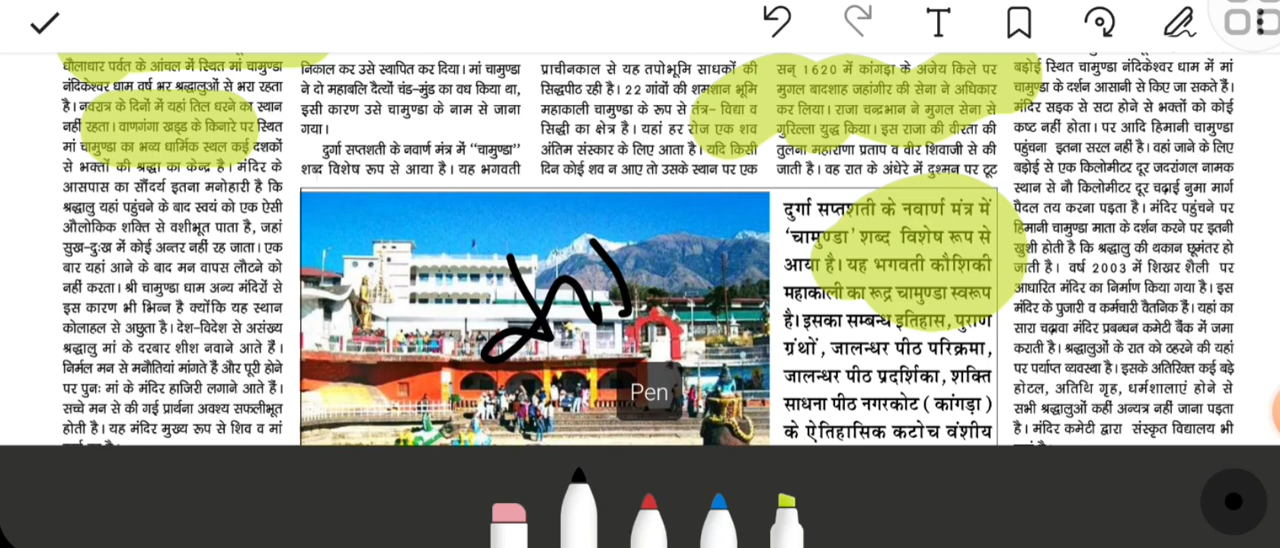 धौलाधार पर्वत के आंचल में स्थित मां चामुण्डा
नंदिकेश्वर धाम वर्ष भर श्रद्धालुओं से भरा रहता
है। नवरात्र के दिनों में यहां तिल धरने का स्थान
नहीं रहता। वाणगंगा खड्ड के किनारे पर स्थित
मां चामुण्डा का भव्य धार्मिक स्थल कई दशकों
से भक्तों की श्रद्धा का केन्द्र है। मंदिर के
आसपास का सौंदर्य इतना मनोहारी है कि
श्रद्धालु यहां पहुंचने के बाद स्वयं को एक ऐसी
औलोकिक शक्ति से वशीभूत पाता है, जहां
सुख-दुःख में कोई अन्तर नहीं रह जाता। एक
बार यहां आने के बाद मन वापस लौटने को
नहीं करता। श्री चामुण्डा धाम अन्य मंदिरों से
इस कारण भी भिन्न है क्योंकि यह स्थान
कोलाहल से अछुता है। देश-विदेश से असंख्य
श्रद्धालु मां के दरबार शीश नवाने आते हैं।
निर्मल मन से मनौतियां मांगते हैं और पूरी होने
पर पुनः मां के मंदिर हाजिरी लगाने आते हैं।
सच्चे मन से की गई प्रार्थना अवश्य सफलीभूत
होती है। यह मंदिर मुख्य रूप से शिव व मां
निकाल कर उसे स्थापित कर दिया। मां चामुण्डा
ने दो महाबलि दैत्यों चंड-मुंड का वध किया था,
इसी कारण उसे चामुण्डा के नाम से जाना
गया।
दुर्गा सप्तशती के नवार्ण मंत्र में ‘‘चामुण्डा’’
शब्द विशेष रूप से आया है। यह भगवती
प्राचीनकाल से यह तपोभूमि साधकों की
सिद्धपीठ रही है। 22 गांवों की शमशान भूमि
महाकाली चामुण्डा के रूप से तंत्र- विद्या व
सिद्धी का क्षेत्र है। यहां हर रोज एक शव
अंतिम संस्कार के लिए आता है। यदि किसी
दिन कोई शव न आए तो उसके स्थान पर एक
सन् 1620 में कांगड़ा के अजेय किले पर
मुगल बादशाह जहांगीर की सेना ने अधिकार
कर लिया। राजा चन्द्रभान ने मुगल सेना से
गुरिल्ला युद्ध किया। इस राजा की वीरता की
तुलना महाराणा प्रताप व वीर शिवाजी से की
जाती है। वह रात के अंधेरे में दुश्मन पर टूट
दुर्गा सप्तशती के नवार्ण मंत्र में
‘चामुण्डा’ शब्द विशेष रूप से
आया है। यह भगवती कौशिकी
महाकाली का रूद्र चामुण्डा स्वरूप
है। इसका सम्बन्ध इतिहास, पुराण
ग्रंथों, जालन्धर पीठ परिक्रमा,
जालन्धर पीठ प्रदर्शिका, शक्ति
साधना पीठ नगरकोट ( कांगड़ा )
के ऐतिहासिक कटोच वंशीय
बड़ोई स्थित चामुण्डा नंदिकेश्वर धाम में मां
चामुण्डा के दर्शन आसानी से किए जा सकते हैं।
मंदिर सड़क से सटा होने से भक्तों को कोई
कष्ट नहीं होता। पर आदि हिमानी चामुण्डा
पहुंचना इतना सरल नहीं है। वहां जाने के लिए
बड़ोई से एक किलोमीटर दूर जदरांगल नामक
स्थान से नौ किलोमीटर दूर चढ़ाई नुमा मार्ग
पैदल तय करना पड़ता है। मंदिर पहुंचने पर
हिमानी चामुण्डा माता के दर्शन करने पर इतनी
खुशी होती है कि श्रद्धालु की थकान छूमंतर हो
जाती है। वर्ष 2003 में शिखर शैली पर
आधारित मंदिर का निर्माण किया गया है। इस
मंदिर के पुजारी व कर्मचारी वैतनिक हैं। यहां का
सारा चढ़ावा मंदिर प्रबन्धन कमेटी बैंक में जमा
कराती है। श्रद्धालुओं के रात को ठहरने की यहां
पर पर्याप्त व्यवस्था है। इसके अतिरिक्त कई बड़े
होटल, अतिथि गृह, धर्मशालाएं होने से
सभी श्रद्धालुओं कहीं अन्यत्र नहीं जाना पड़ता
है। मंदिर कमेटी द्वारा संस्कृत विद्यालय भी
Pen